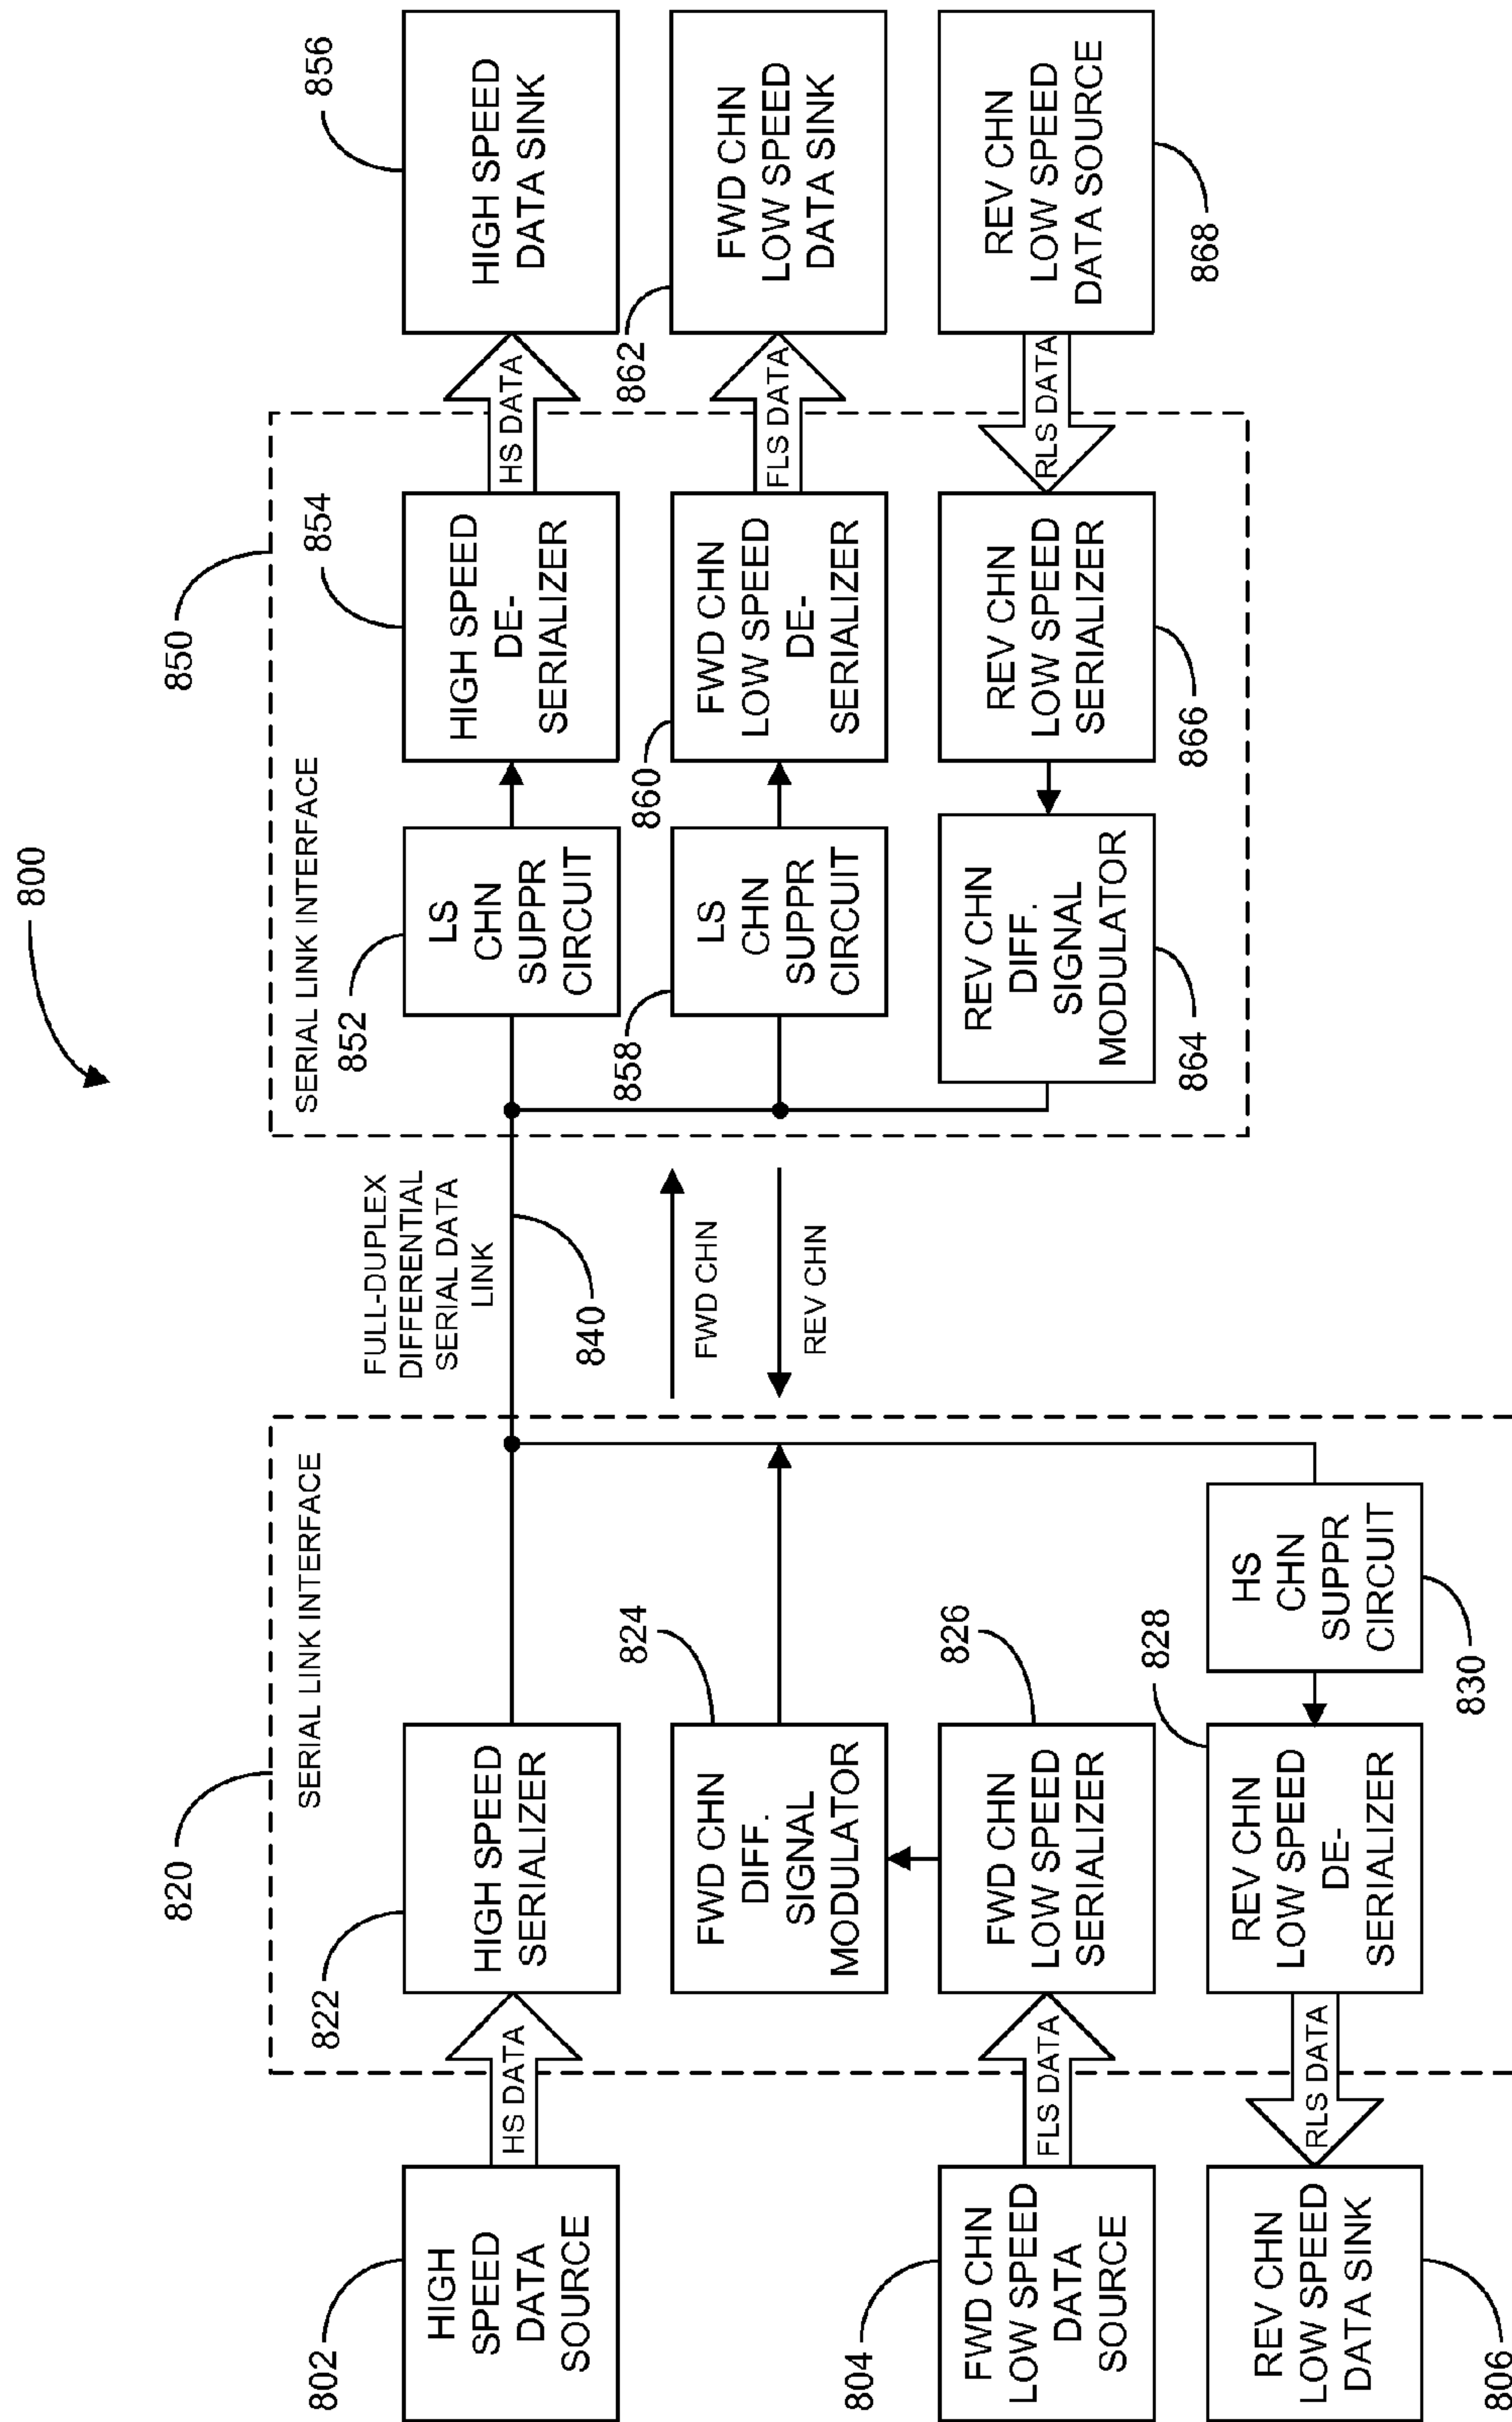 800
820
SERIAL LINK INTERFACE
850
SERIAL LINK INTERFACE
802
HIGH
SPEED
DATA
SOURCE
HS DATA
822
HIGH SPEED
SERIALIZER
FULL-DUPLEX
DIFFERENTIAL
SERIAL DATA
LINK
840
852
LS
CHN
SUPPR
CIRCUIT
854
HIGH SPEED
DE-
SERIALIZER
HS DATA
856
HIGH SPEED
DATA SINK
824
FWD CHN
DIFF.
SIGNAL
MODULATOR
FWD CHN
REV CHN
858
LS
CHN
SUPPR
CIRCUIT
860
FWD CHN
LOW SPEED
DE-
SERIALIZER
FLS DATA
862
FWD CHN
LOW SPEED
DATA SINK
804
FWD CHN
LOW SPEED
DATA
SOURCE
FLS DATA
826
FWD CHN
LOW SPEED
SERIALIZER
REV CHN
DIFF.
SIGNAL
MODULATOR
864
REV CHN
LOW SPEED
SERIALIZER
866
RLS DATA
REV CHN
LOW SPEED
DATA SOURCE
868
REV CHN
LOW SPEED
DATA SINK
806
RLS DATA
828
REV CHN
LOW SPEED
DE-
SERIALIZER
HS
CHN
SUPPR
CIRCUIT
830